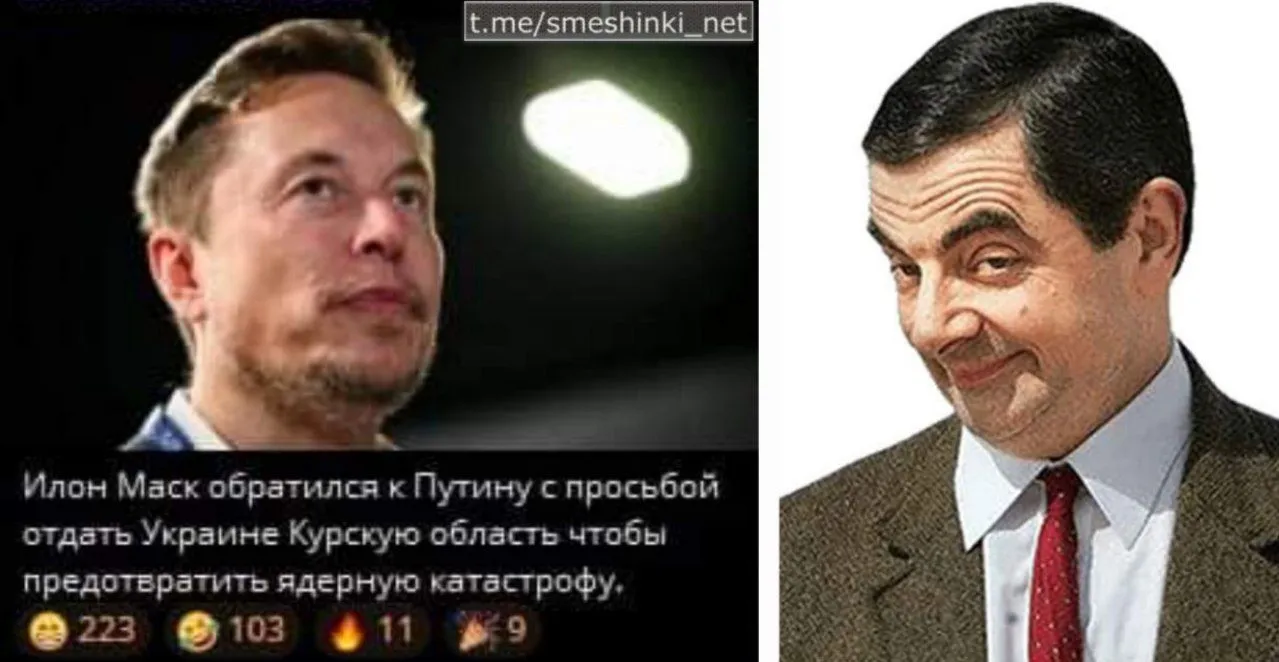 t.me/smeshinki_net
Илон Маск обратился к Путину с просьбой
отдать Украине Курскую область чтобы
предотвратить ядерную катастрофу.
223 103 11 9